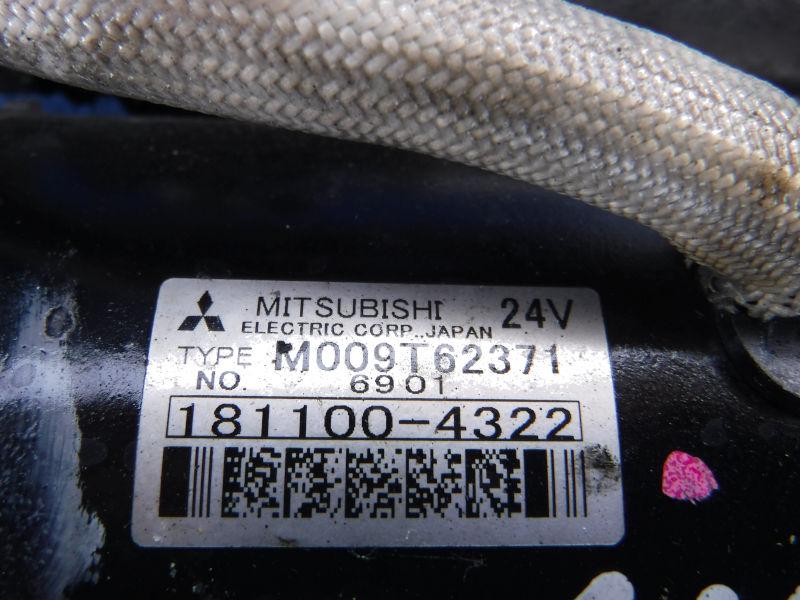 MITSUBISHI 24V
ELECTRIC CORP. JAPAN
TYPE M009T62371
NO. 6901
181100-4322